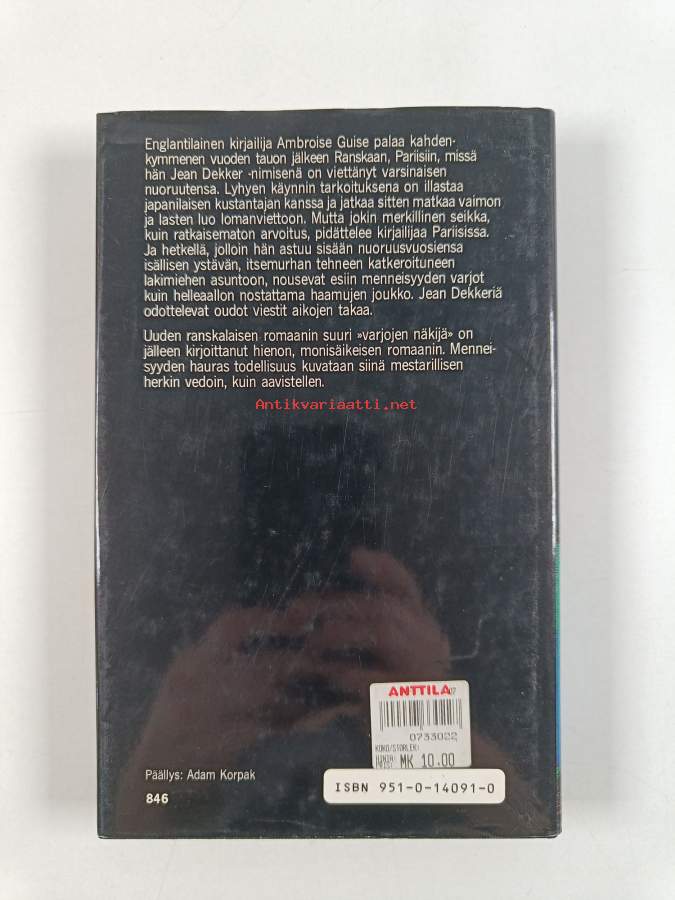 Englantilainen kirjailija Ambroise Guise palaa kahden-
kymmenen vuoden tauon jälkeen Ranskaan, Pariisiin, missä
hän Jean Dekker -nimisenä on viettänyt varsinaisen
nuoruutensa. Lyhyen käynnin tarkoituksena on illastaa
japanilaisen kustantajan kanssa ja jatkaa sitten matkaa vaimon
ja lasten luo lomanviettoon. Mutta jokin merkillinen seikka,
kuin ratkaisematon arvoitus, pidättelee kirjailijaa Pariisissa.
Ja hetkellä, jolloin hän astuu sisään nuoruusvuosiensa
isällisen ystävän, itsemurhan tehneen katkeroituneen
lakimiehen asuntoon, nousevat esiin menneisyyden varjot
kuin helleaallon nostattama haamujen joukko. Jean Dekkeriä
odottelevat oudot viestit aikojen takaa.
Uuden ranskalaisen romaanin suuri »varjojen näkijä» on
jälleen kirjoittanut hienon, monisäikeisen romaanin. Mennei-
syyden hauras todellisuus kuvataan siinä mestarillisen
herkin vedoin, kuin aavistellen.
Antikvariaatti.net
ANTTILA
0733022
KOKO/STORLEK:
MK 10.00
Päällys: Adam Korpak
846
ISBN 951-0-14091-0